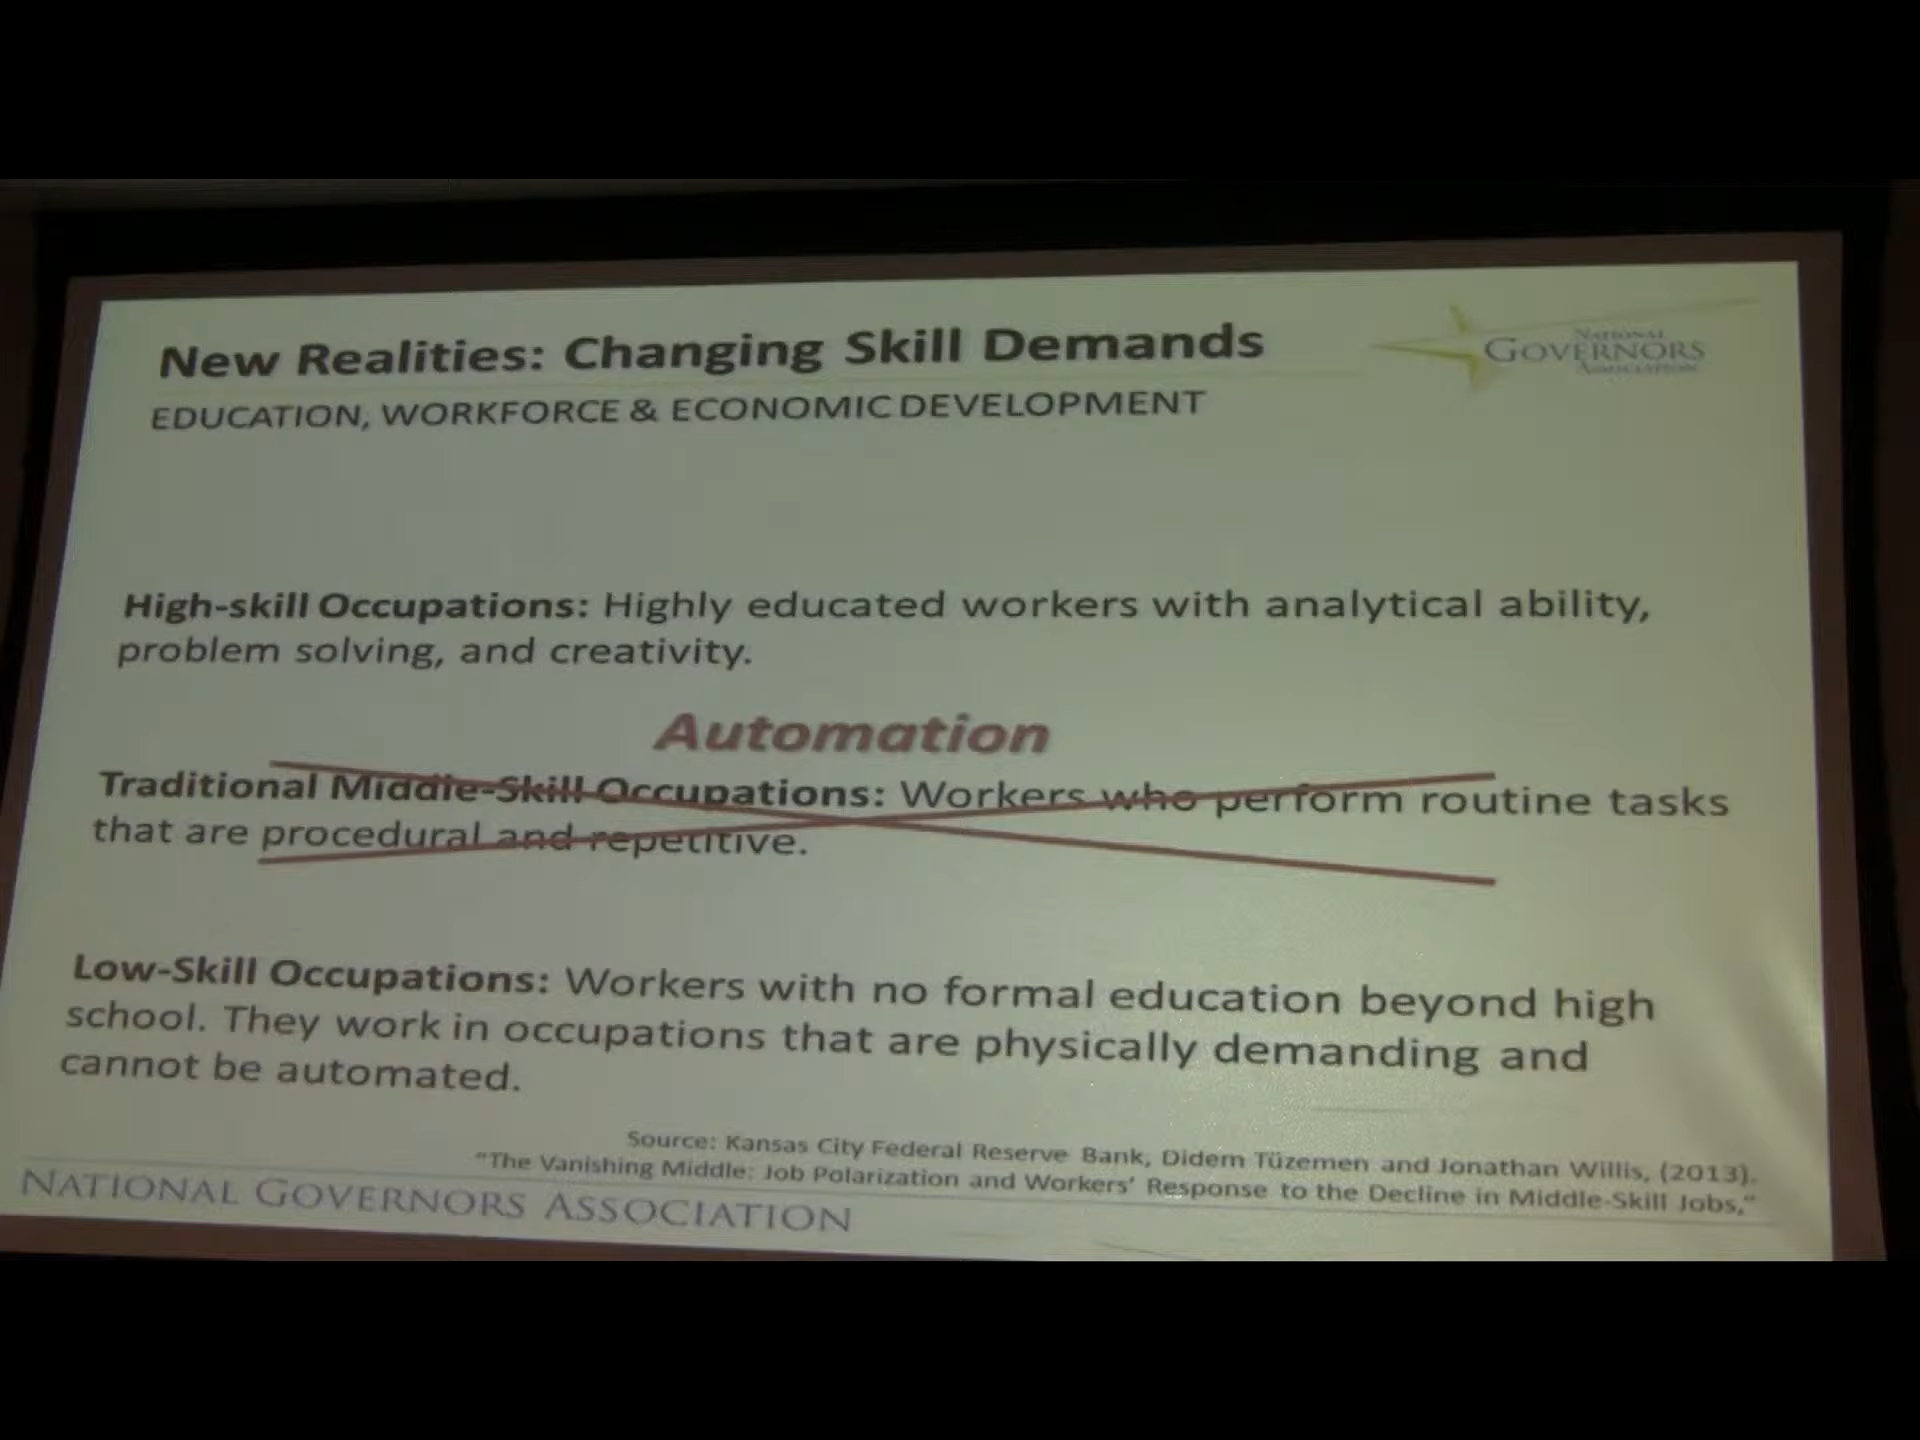 New Realities: Changing Skill Demands
NATIONAL
GOVERNORS
ASSOCIATION
EDUCATION, WORKFORCE & ECONOMIC DEVELOPMENT
High-skill Occupations: Highly educated workers with analytical ability,
problem solving, and creativity.
Automation
Traditional Middle-Skill Occupations: Workers who perform routine tasks
that are procedural and repetitive.
Low-Skill Occupations: Workers with no formal education beyond high
school. They work in occupations that are physically demanding and
cannot be automated.
Source: Kansas City Federal Reserve Bank, Didem Tüzemen and Jonathan Willis, (2013).
"The Vanishing Middle: Job Polarization and Workers' Response to the Decline in Middle-Skill Jobs,"
NATIONAL GOVERNORS ASSOCIATION